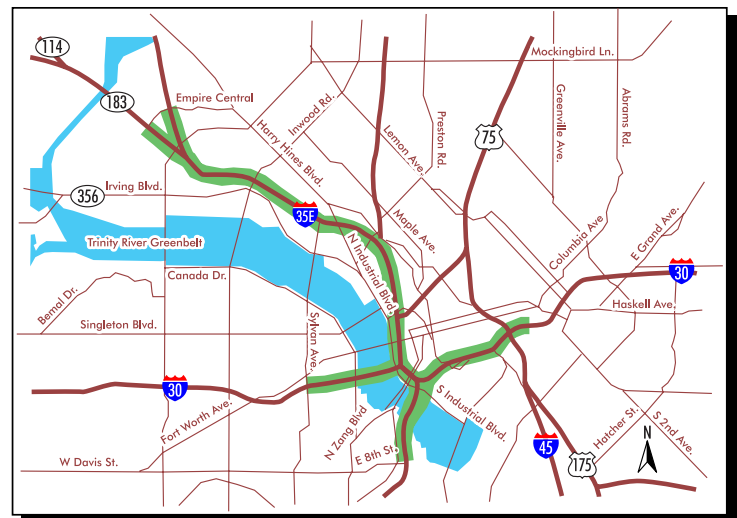 114
Mockingbird Ln.
183
Empire Central
Inwood Rd.
Harry Hines Blvd.
Lemon Ave.
Preston Rd.
75
Greenville Ave.
Abrams Rd.
356
Irving Blvd.
35E
Maple Ave.
Columbia Ave
E Grand Ave.
Trinity River Greenbelt
N Industrial Blvd.
Canada Dr.
30
Bernal Dr.
Haskell Ave.
Singleton Blvd.
Sylvan Ave.
30
Fort Worth Ave.
N Zang Blvd
S Industrial Blvd.
Hatcher St.
S 2nd Ave.
E 8th St.
W Davis St.
45
175
N